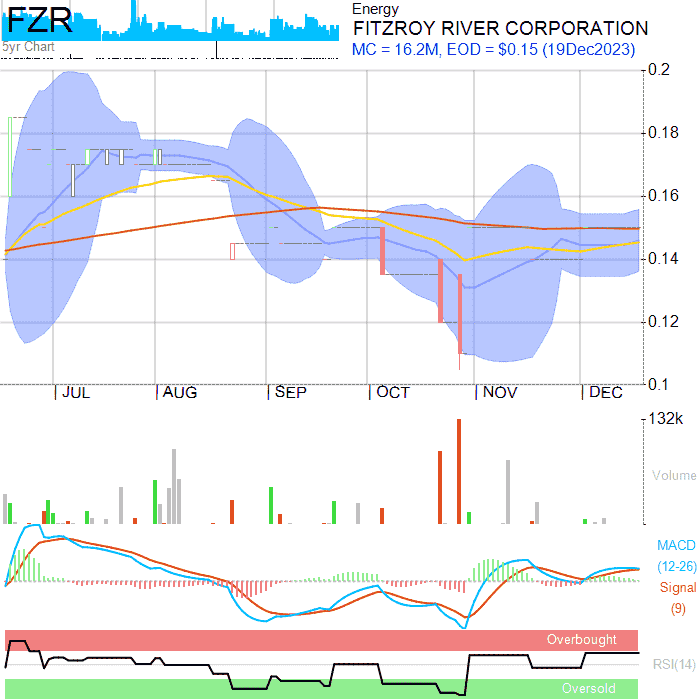 FZR
Energy
FITZROY RIVER CORPORATION
5yr Chart
MC = 16.2M, EOD = $0.15 (19Dec2023)
0.2
0.18
0.16
0.14
0.12
0.1
JUL AUG SEP OCT NOV DEC
132k
Volume
MACD
(12-26)
Signal
(9)
Overbought
RSI(14)
Oversold